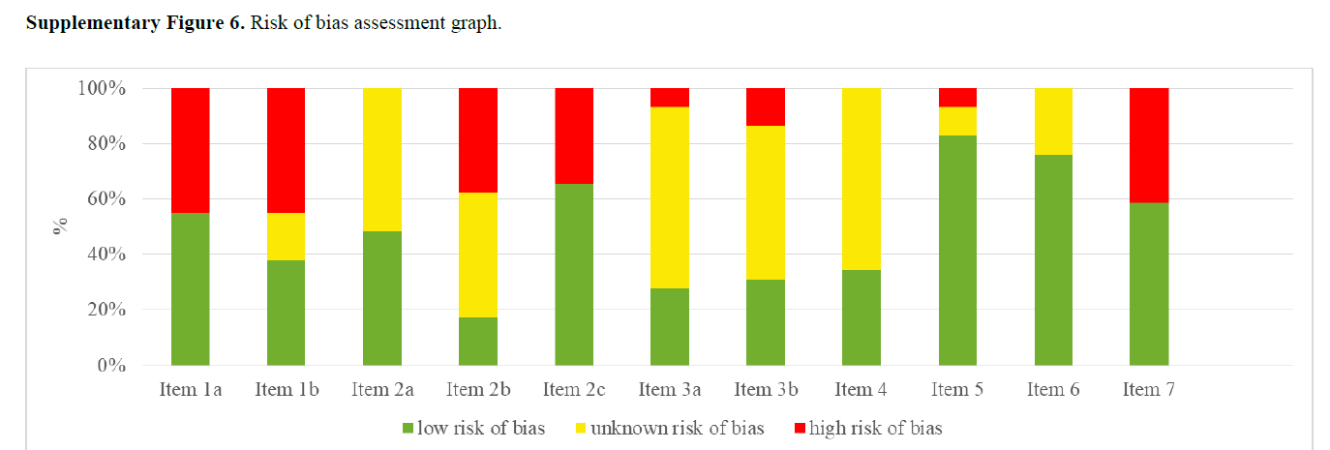 Supplementary Figure 6. Risk of bias assessment graph.
100%
80%
60%
%
40%
20%
0%
Item 1a Item 1b Item 2a Item 2b Item 2c Item 3a Item 3b Item 4 Item 5 Item 6 Item 7
low risk of bias unknown risk of bias high risk of bias